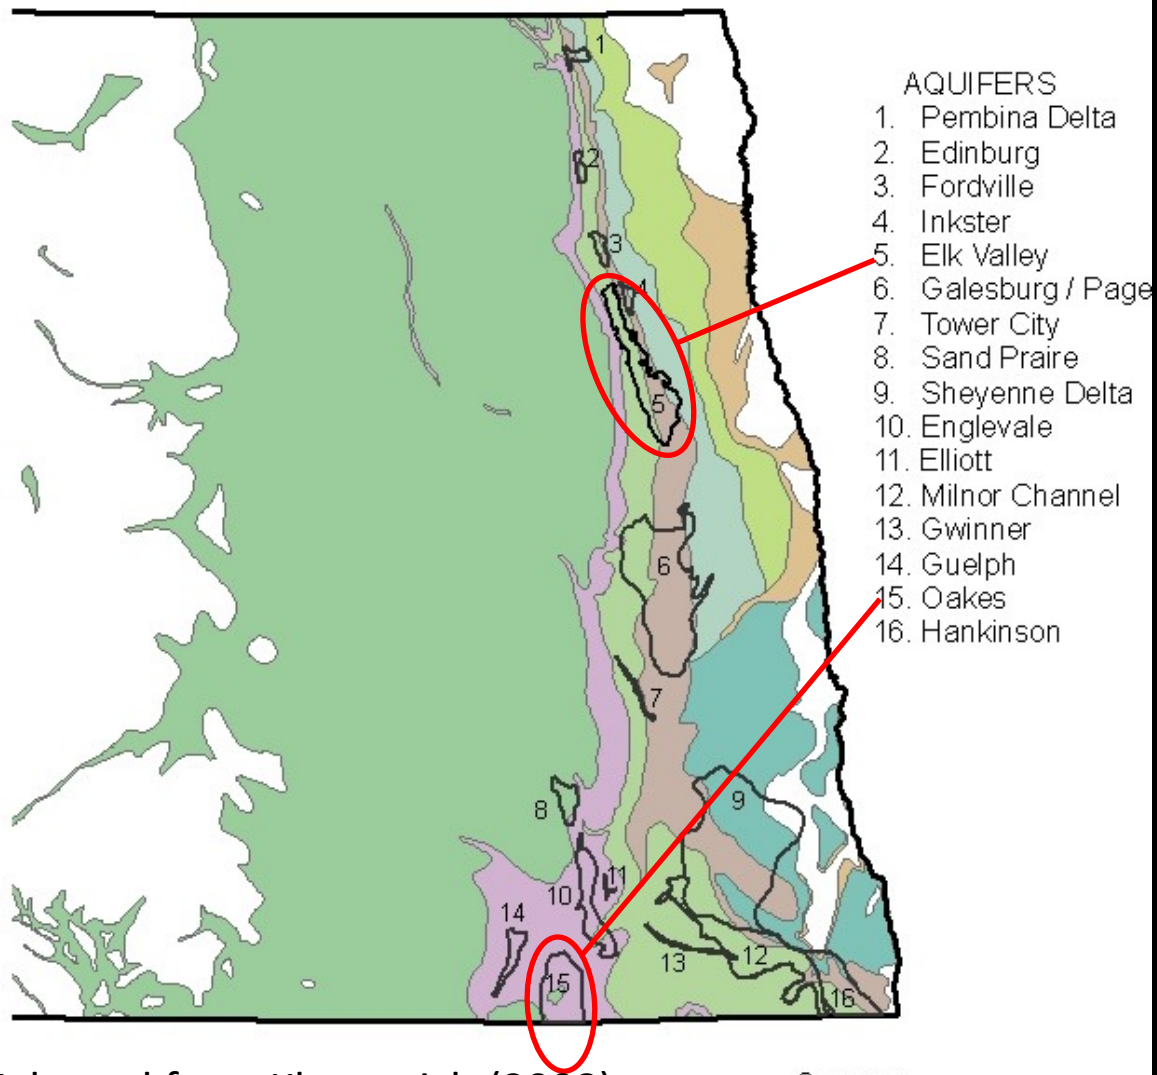 AQUIFERS
1. Pembina Delta
2. Edinburg
3. Fordville
4. Inkster
5. Elk Valley
6. Galesburg / Page
7. Tower City
8. Sand Praire
9. Sheyenne Delta
10. Englevale
11. Elliott
12. Milnor Channel
13. Gwinner
14. Guelph
15. Oakes
16. Hankinson
1
2
3
4
5
6
7
8
9
10
11
14
12
13
15
16
(2008)